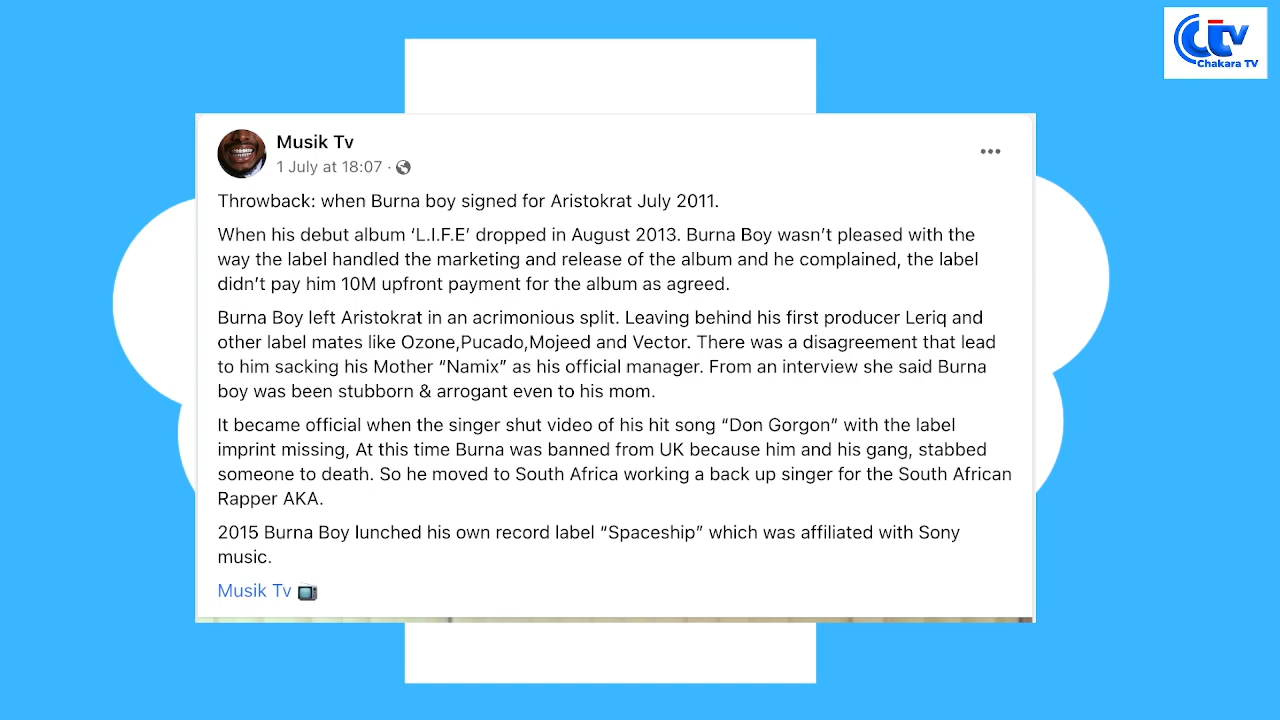 CTV
Chakara TV
Musik Tv
1 July at 18:07 ·
Throwback: when Burna boy signed for Aristokrat July 2011.
When his debut album ‘L.I.F.E’ dropped in August 2013. Burna Boy wasn’t pleased with the
way the label handled the marketing and release of the album and he complained, the label
didn’t pay him 10M upfront payment for the album as agreed.
Burna Boy left Aristokrat in an acrimonious split. Leaving behind his first producer Leriq and
other label mates like Ozone,Pucado,Mojeed and Vector. There was a disagreement that lead
to him sacking his Mother “Namix” as his official manager. From an interview she said Burna
boy was been stubborn & arrogant even to his mom.
It became official when the singer shut video of his hit song “Don Gorgon” with the label
imprint missing, At this time Burna was banned from UK because him and his gang, stabbed
someone to death. So he moved to South Africa working a back up singer for the South African
Rapper AKA.
2015 Burna Boy lunched his own record label “Spaceship” which was affiliated with Sony
music.
Musik Tv